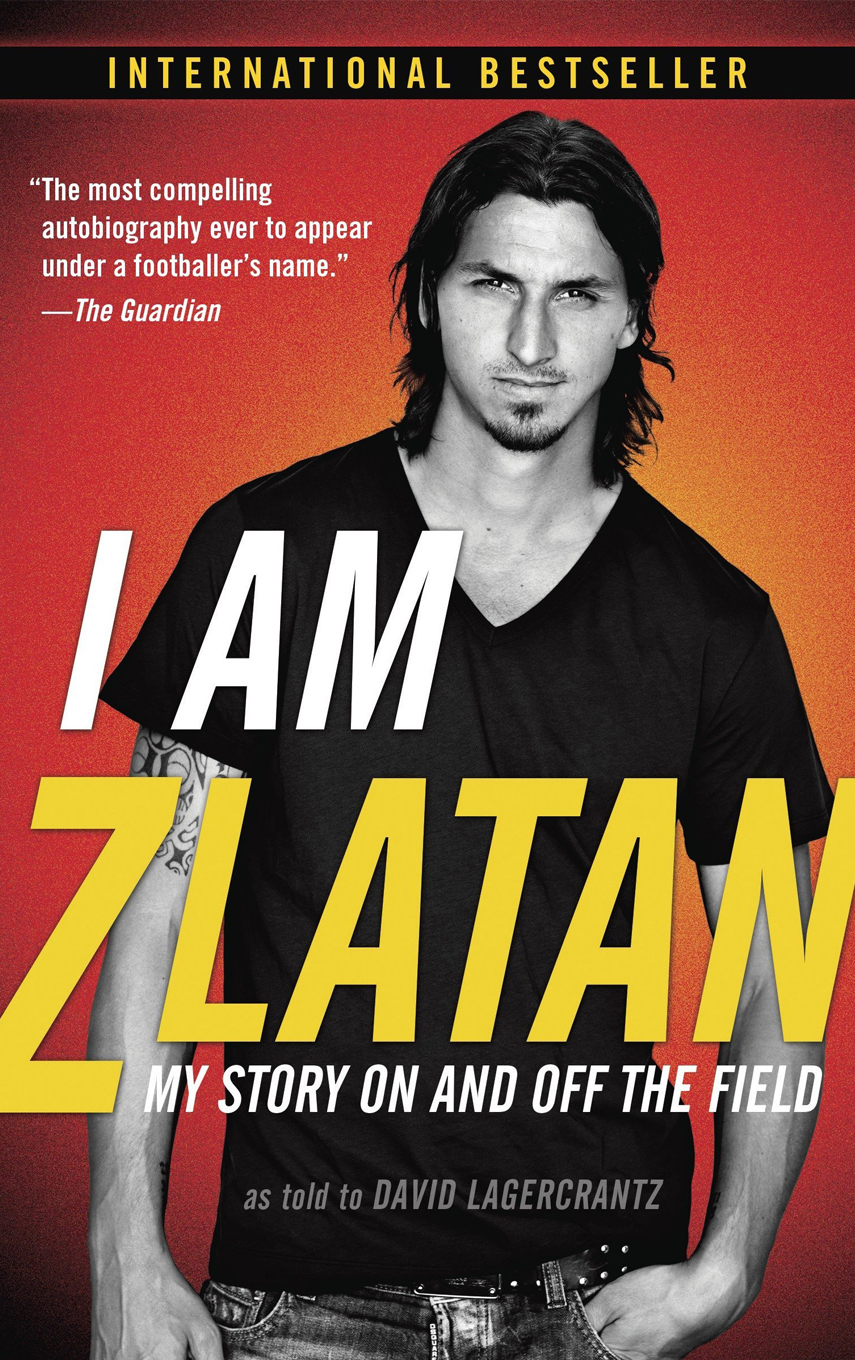 INTERNATIONAL BESTSELLER
“The most compelling
autobiography ever to appear
under a footballer’s name.”
—The Guardian
I AM
ZLATAN
MY STORY ON AND OFF THE FIELD
as told to DAVID LAGERCRANTZ